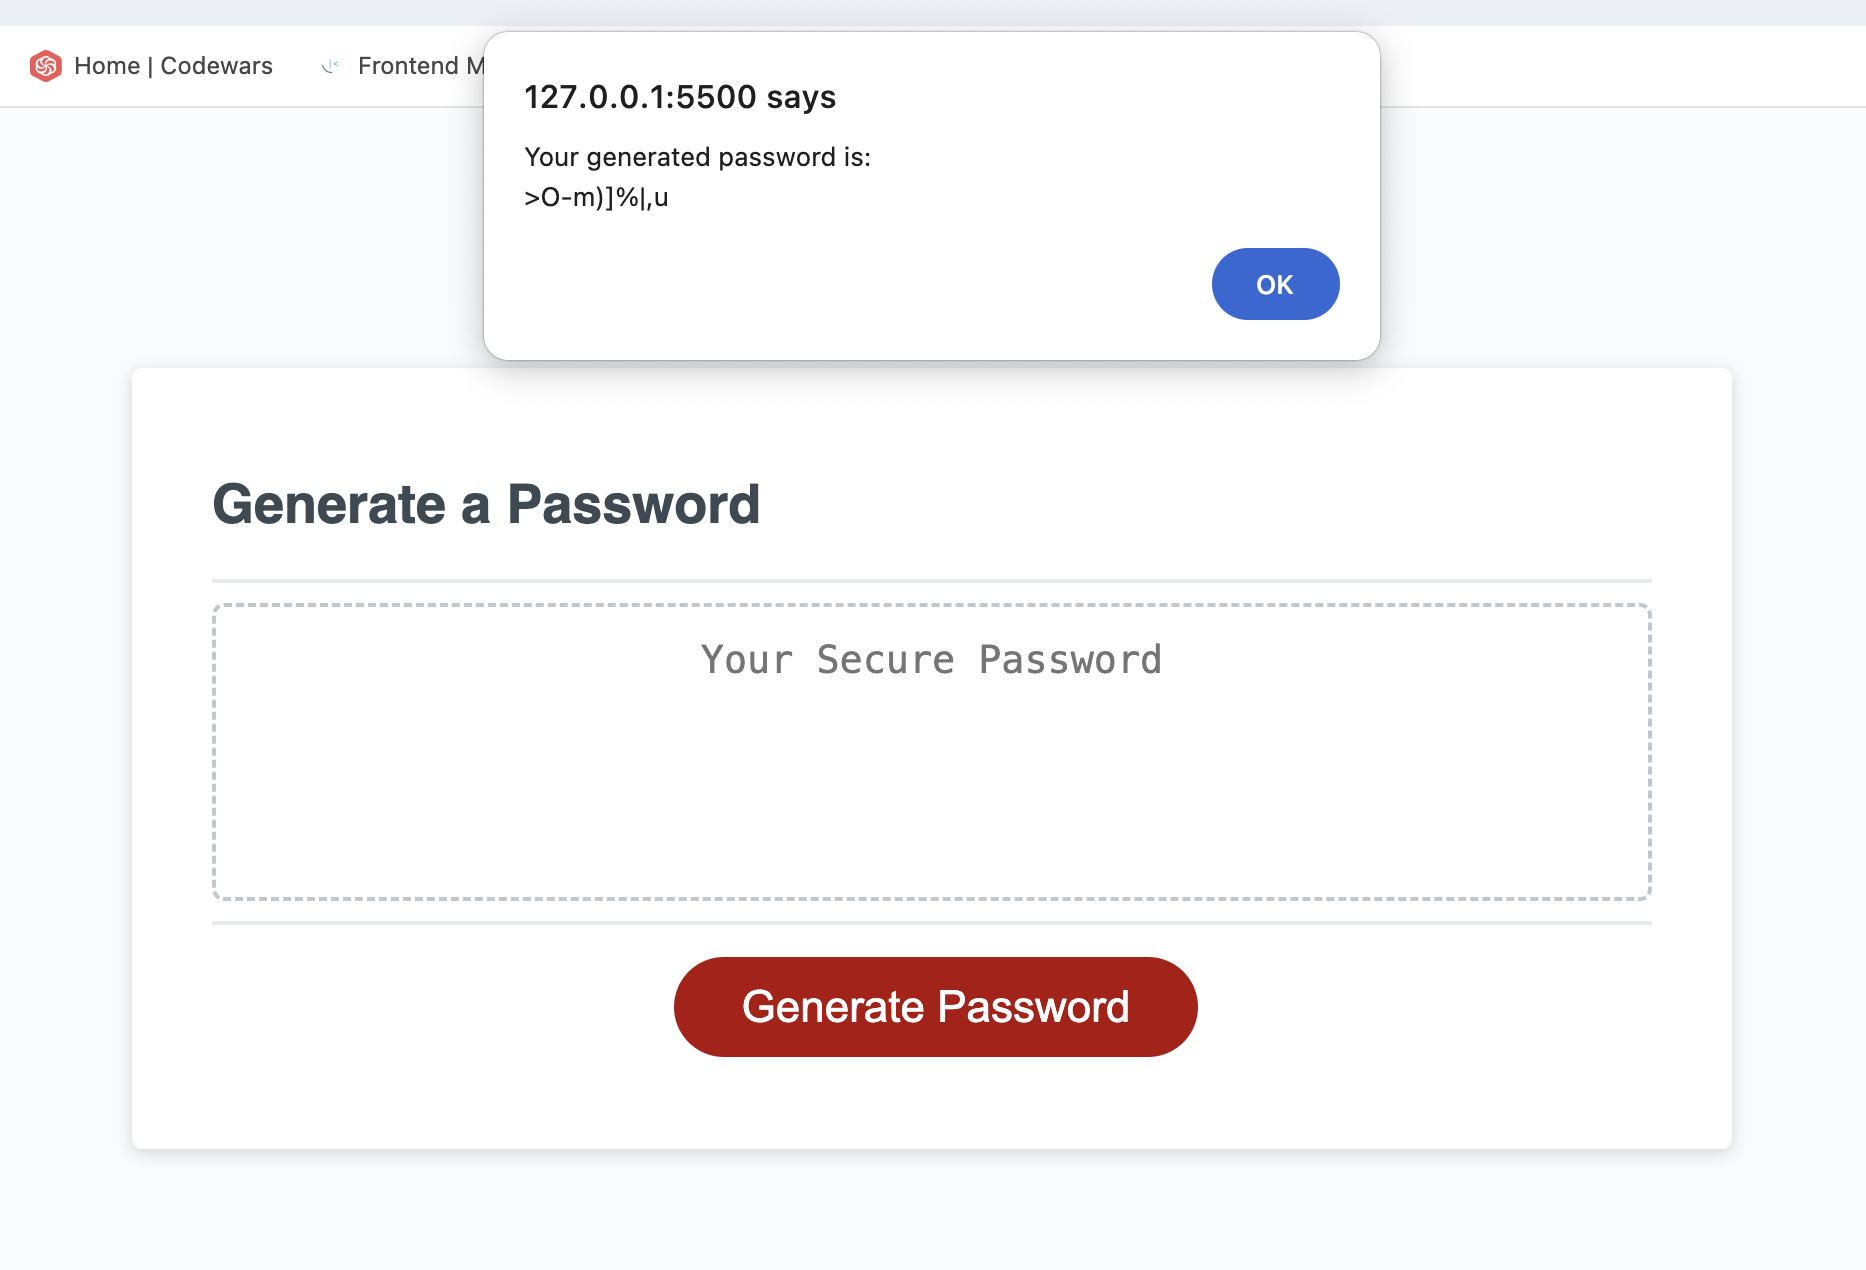 Home | Codewars
Frontend M
127.0.0.1:5500 says
Your generated password is:
>O-m)]%|,u
OK
Generate a Password
Your Secure Password
Generate Password